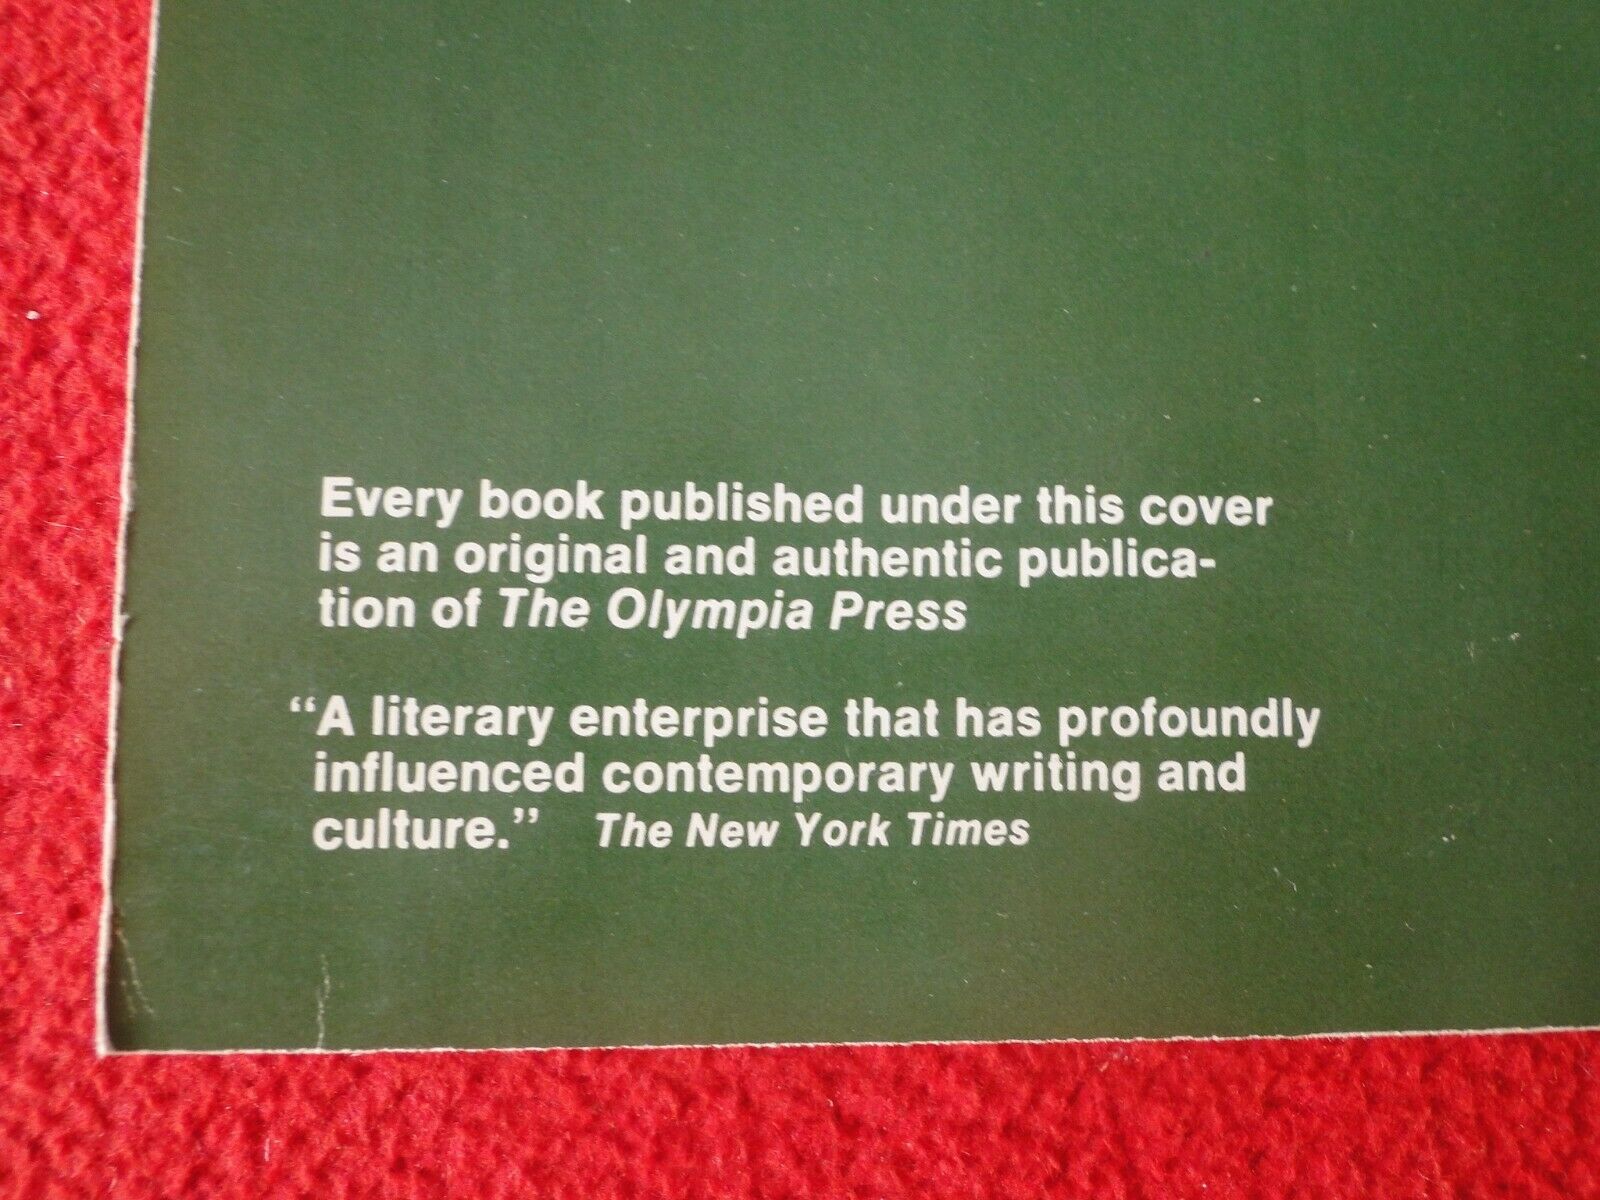 Every book published under this cover
is an original and authentic publica-
tion of The Olympia Press
“A literary enterprise that has profoundly
influenced contemporary writing and
culture.” The New York Times